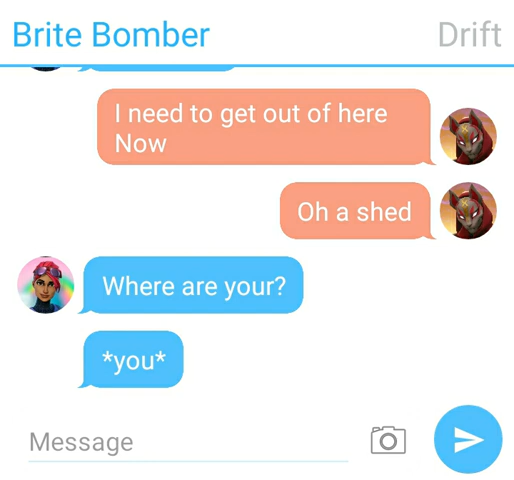 Brite Bomber
Drift
I need to get out of here
Now
Oh a shed
Where are your?
*you*
Message